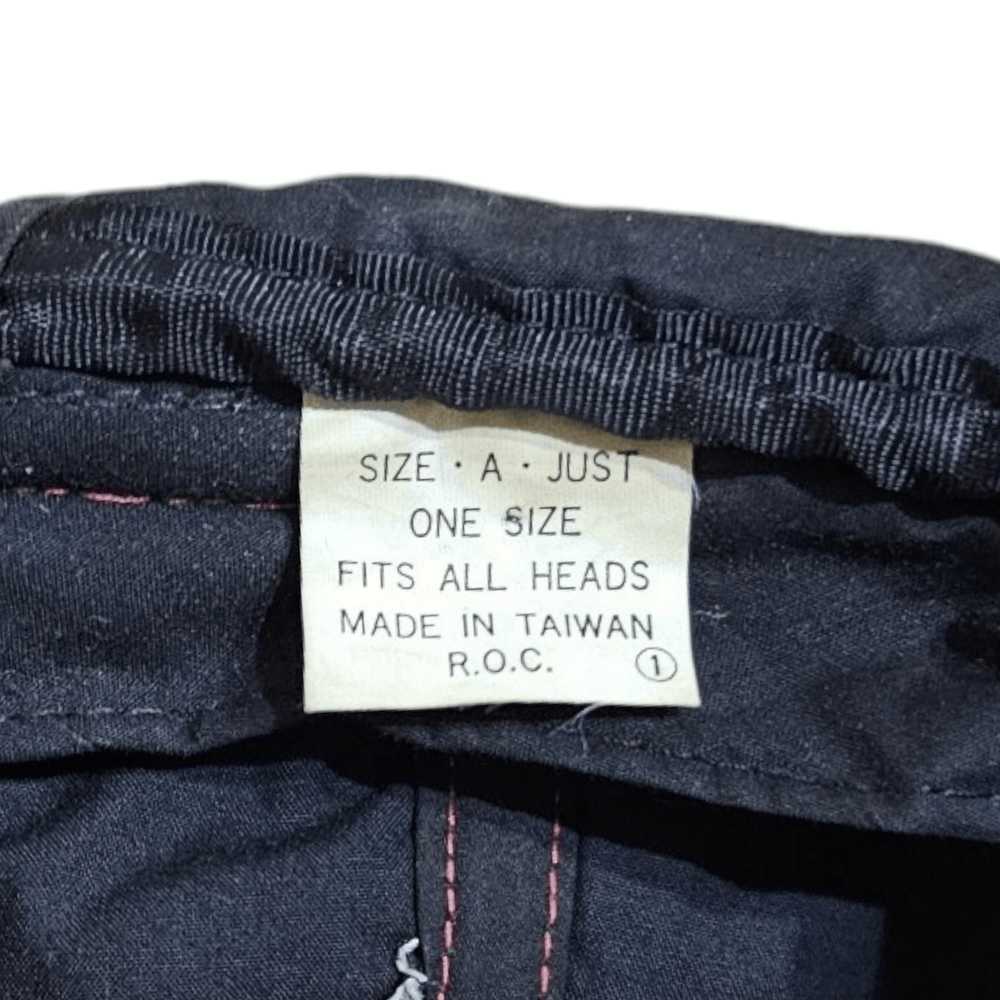 SIZE · A · JUST
ONE SIZE
FITS ALL HEADS
MADE IN TAIWAN
R.O.C. ①